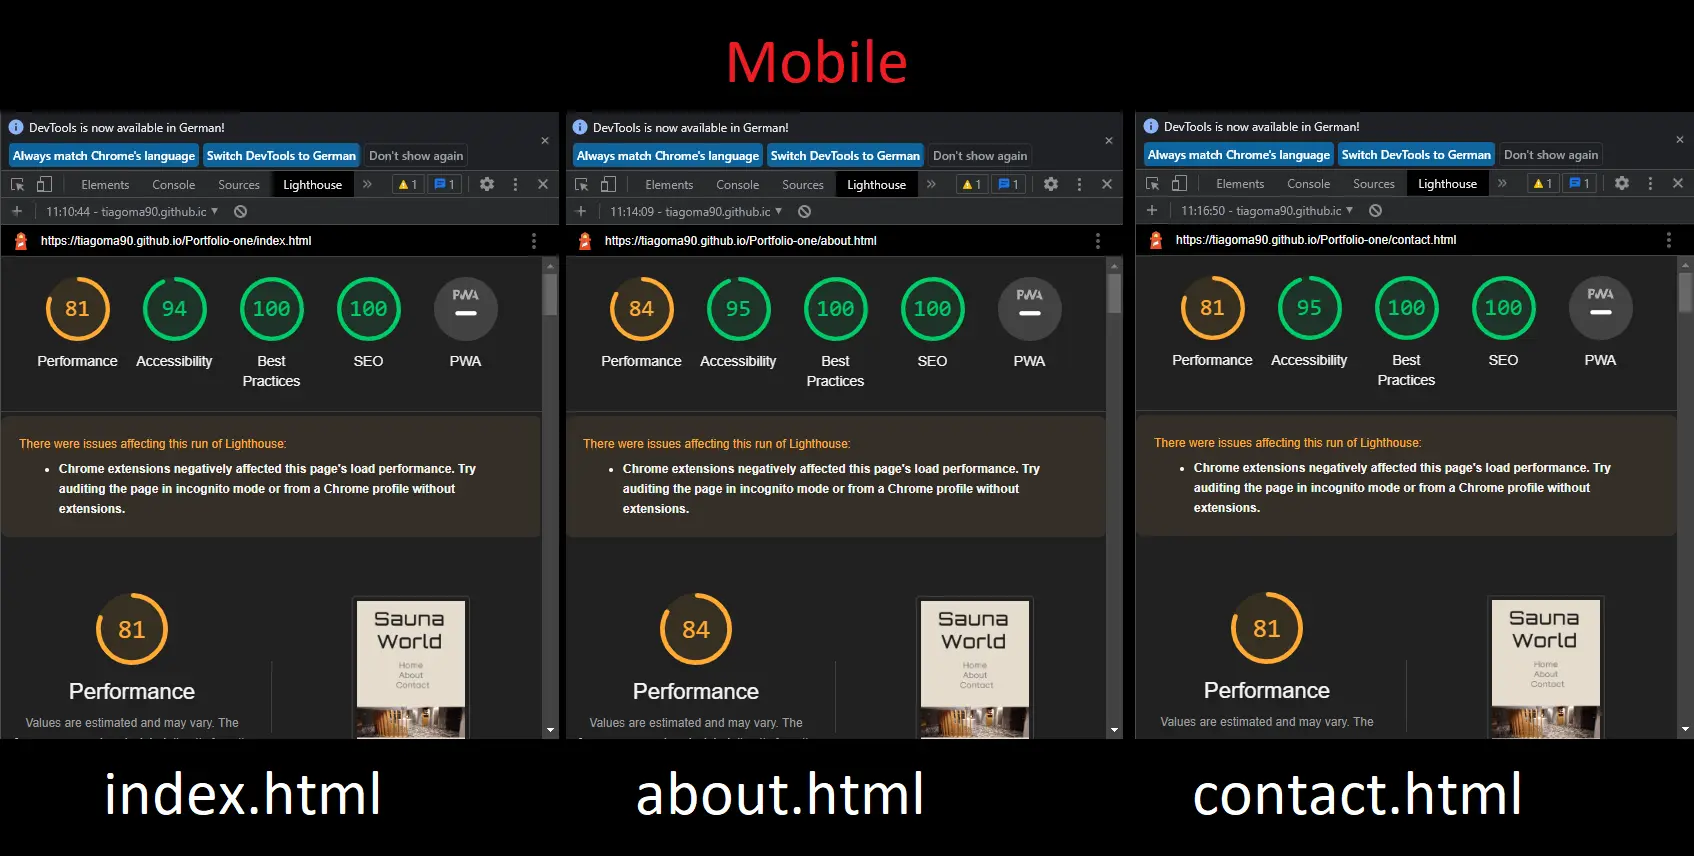 Mobile
DevTools is now available in German!
Always match Chrome's language Switch DevTools to German Don't show again
Elements Console Sources Lighthouse 1 1
11:10:44 - tiagoma90.github.ic
https://tiagoma90.github.io/Portfolio-one/index.html
81 94 100 100 PWA
Performance Accessibility Best Practices SEO PWA
There were issues affecting this run of Lighthouse:
Chrome extensions negatively affected this page's load performance. Try
auditing the page in incognito mode or from a Chrome profile without
extensions.
81
Performance
Values are estimated and may vary. The
Sauna
World
Home
About
Contact
index.html
DevTools is now available in German!
Always match Chrome's language Switch DevTools to German Don't show again
Elements Console Sources Lighthouse 1 1
11:14:09 - tiagoma90.github.ic
https://tiagoma90.github.io/Portfolio-one/about.html
84 95 100 100 PWA
Performance Accessibility Best Practices SEO PWA
There were issues affecting this run of Lighthouse:
Chrome extensions negatively affected this page's load performance. Try
auditing the page in incognito mode or from a Chrome profile without
extensions.
84
Performance
Values are estimated and may vary. The
Sauna
World
Home
About
Contact
about.html
DevTools is now available in German!
Always match Chrome's language Switch DevTools to German Don't show again
Elements Console Sources Lighthouse 1 1
11:16:50 - tiagoma90.github.ic
https://tiagoma90.github.io/Portfolio-one/contact.html
81 95 100 100 PWA
Performance Accessibility Best Practices SEO PWA
There were issues affecting this run of Lighthouse:
Chrome extensions negatively affected this page's load performance. Try
auditing the page in incognito mode or from a Chrome profile without
extensions.
81
Performance
Values are estimated and may vary. The
Sauna
World
Home
About
Contact
contact.html